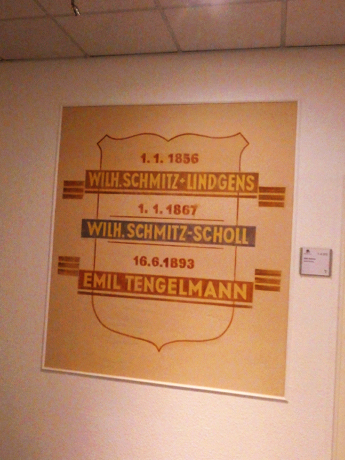 1.1.1856
WILH. SCHMITZ-LINDGENS
1.1.1867
WILH. SCHMITZ-SCHOLL
16.6.1893
EMIL TENGELMANN